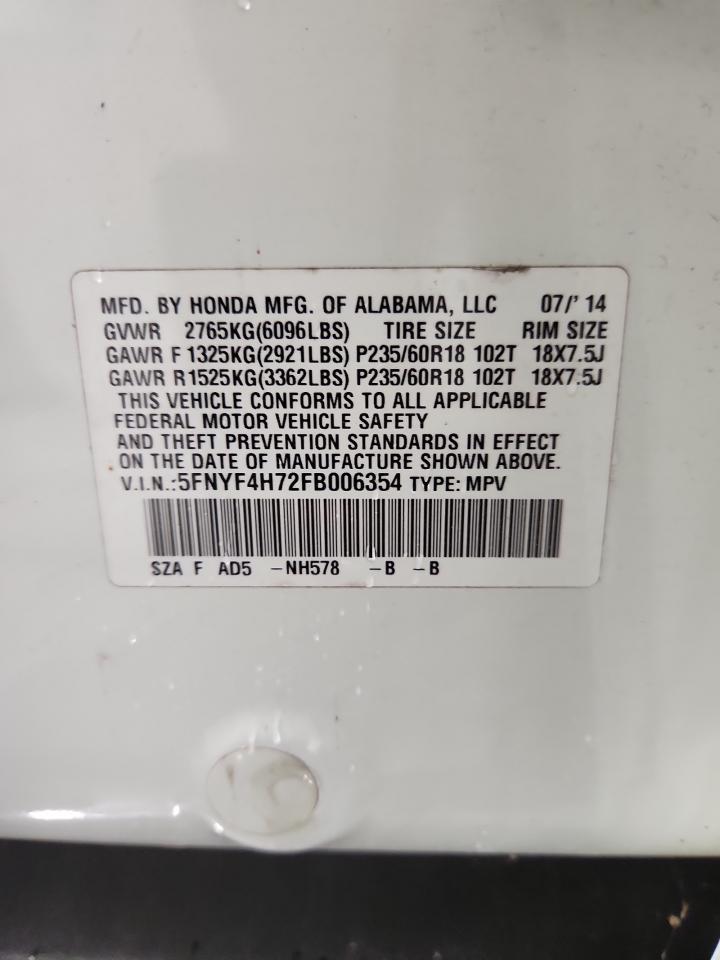 MFD. BY HONDA MFG. OF ALABAMA, LLC 07/' 14
GVWR 2765KG(6096LBS) TIRE SIZE RIM SIZE
GAWR F 1325KG(2921LBS) P235/60R18 102T 18X7.5J
GAWR R1525KG(3362LBS) P235/60R18 102T 18X7.5J
THIS VEHICLE CONFORMS TO ALL APPLICABLE
FEDERAL MOTOR VEHICLE SAFETY
AND THEFT PREVENTION STANDARDS IN EFFECT
ON THE DATE OF MANUFACTURE SHOWN ABOVE.
V.I.N.:5FNYF4H72FB006354 TYPE: MPV
SZA F AD5 -NH578 -B -B